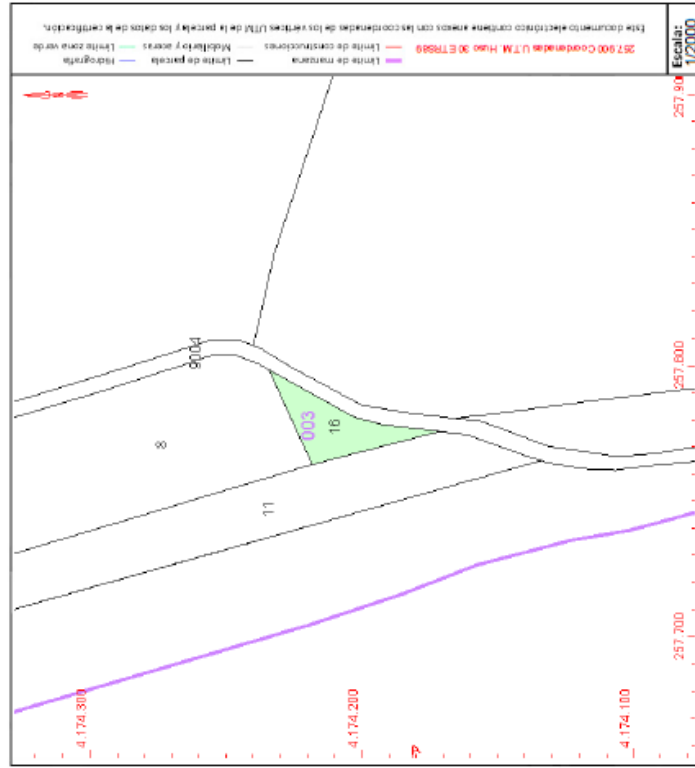 Este documento electrónico contiene anexos con las coordenadas de los vértices UTM de la parcela y los datos de la certificación.
257.900 Coordenadas U.T.M. Huso 30 ETRS89
Límite de manzana
Límite de construcciones
Límite de parcela
Mobiliario y aceras
Límite zona verde
Hidrografía
Escala:
1/2000
257.90
257.800
257.700
4.174.300
4.174.200
4.174.100
9004
8
003
16
11